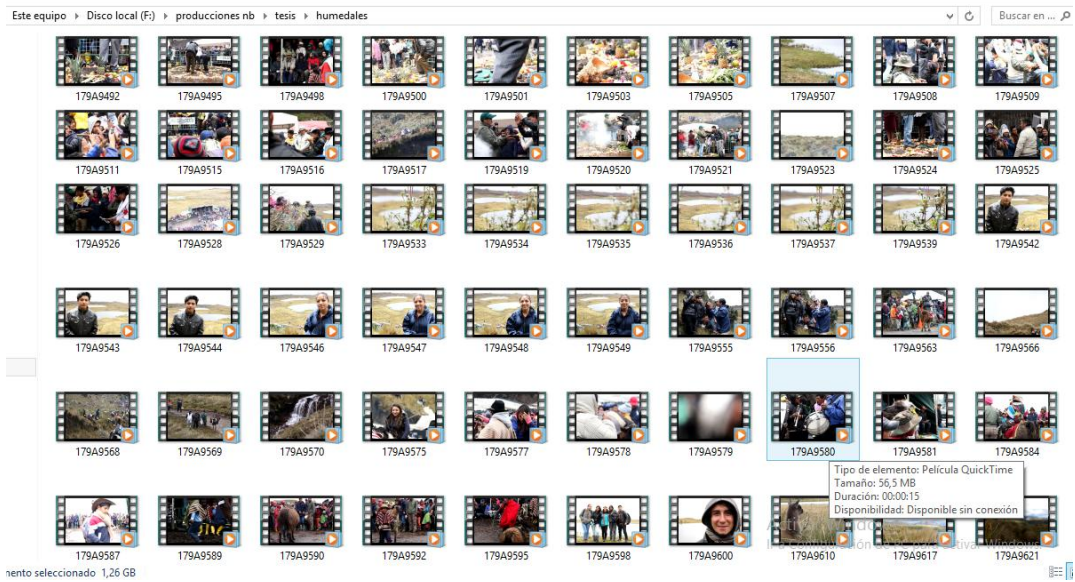 Este equipo › Disco local (F:) › producciones nb › tesis › humedales
Buscar en ...
179A9492 179A9495 179A9498 179A9500 179A9501 179A9503 179A9505 179A9507 179A9508 179A9509
179A9511 179A9515 179A9516 179A9517 179A9519 179A9520 179A9521 179A9523 179A9524 179A9525
179A9526 179A9528 179A9529 179A9533 179A9534 179A9535 179A9536 179A9537 179A9539 179A9542
179A9543 179A9544 179A9546 179A9547 179A9548 179A9549 179A9555 179A9556 179A9563 179A9566
179A9568 179A9569 179A9570 179A9575 179A9577 179A9578 179A9579 179A9580 179A9581 179A9584
Tipo de elemento: Película QuickTime
Tamaño: 56,5 MB
Duración: 00:00:15
Disponibilidad: Disponible sin conexión
179A9587 179A9589 179A9590 179A9592 179A9595 179A9598 179A9600 179A9610 179A9617 179A9621
mento seleccionado 1,26 GB